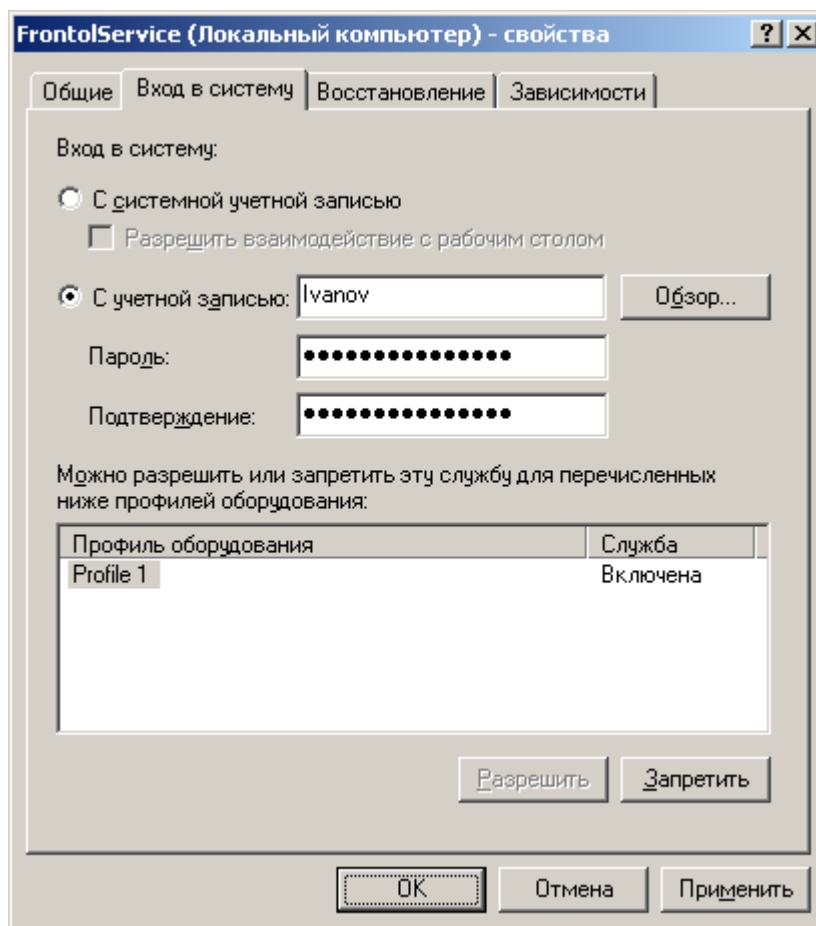 FrontolService (Локальный компьютер) - свойства
Общие Вход в систему Восстановление Зависимости
Вход в систему:
С системной учетной записью
Разрешить взаимодействие с рабочим столом
С учетной записью: Ivanov Обзор...
Пароль: •••••••••••••••
Подтверждение: •••••••••••••••
Можно разрешить или запретить эту службу для перечисленных
ниже профилей оборудования:
Профиль оборудования Служба
Profile 1 Включена
Разрешить Запретить
OK Отмена Применить